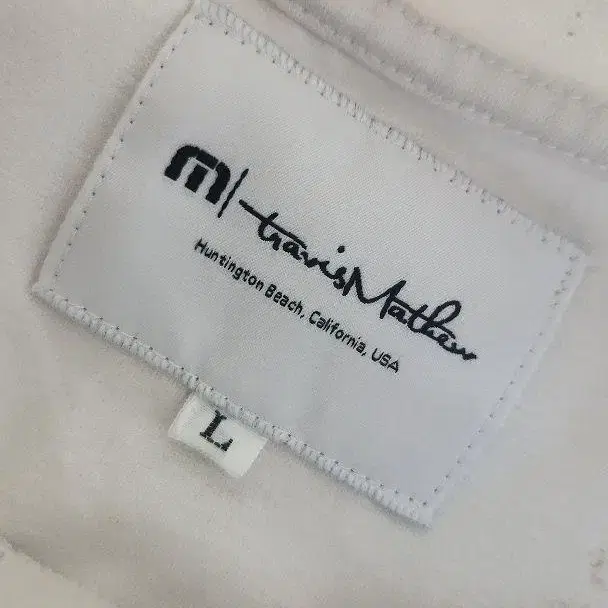 travisMathew
Huntington Beach, California, USA
L